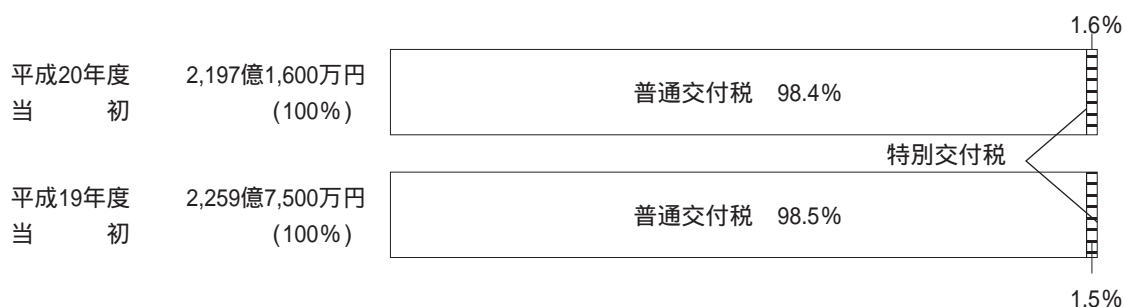 1.6%
平成20年度 2,197億1,600万円
当 初 (100%)
普通交付税 98.4%
特別交付税
平成19年度 2,259億7,500万円
当 初 (100%)
普通交付税 98.5%
1.5%